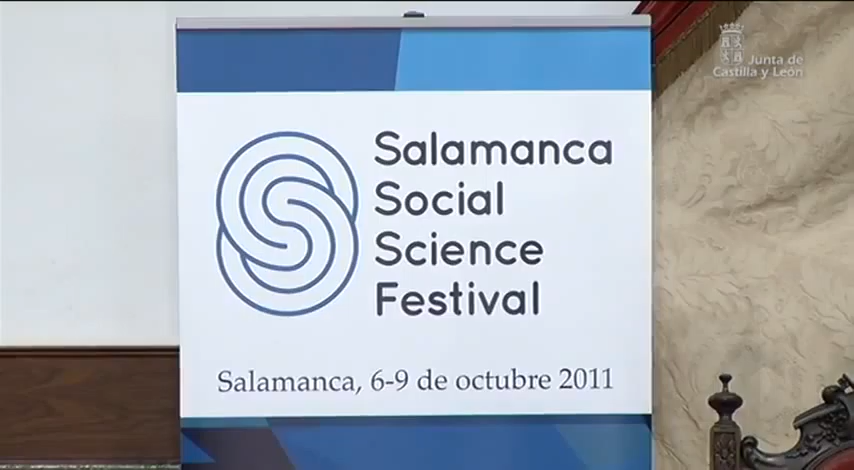 Junta de
Castilla y León
Salamanca
Social
Science
Festival
Salamanca, 6-9 de octubre 2011